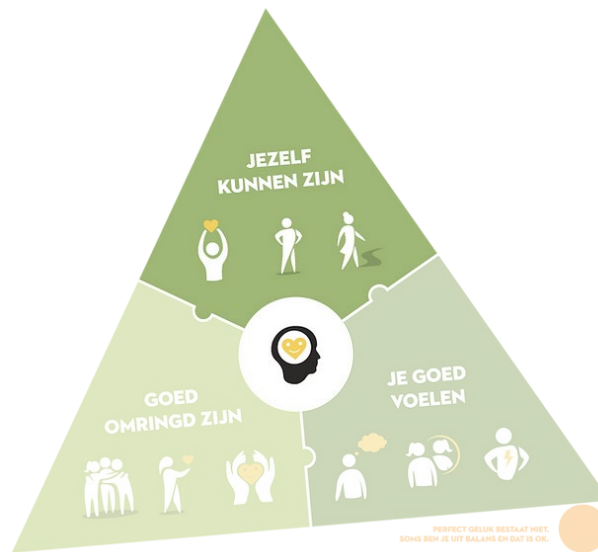 JEZELF
KUNNEN ZIJN
GOED
OMRINGD ZIJN
JE GOED
VOELEN
PERFECT GELUK BESTAAT NIET,
SOMS BEN JE UIT BALANS EN DAT IS OK.